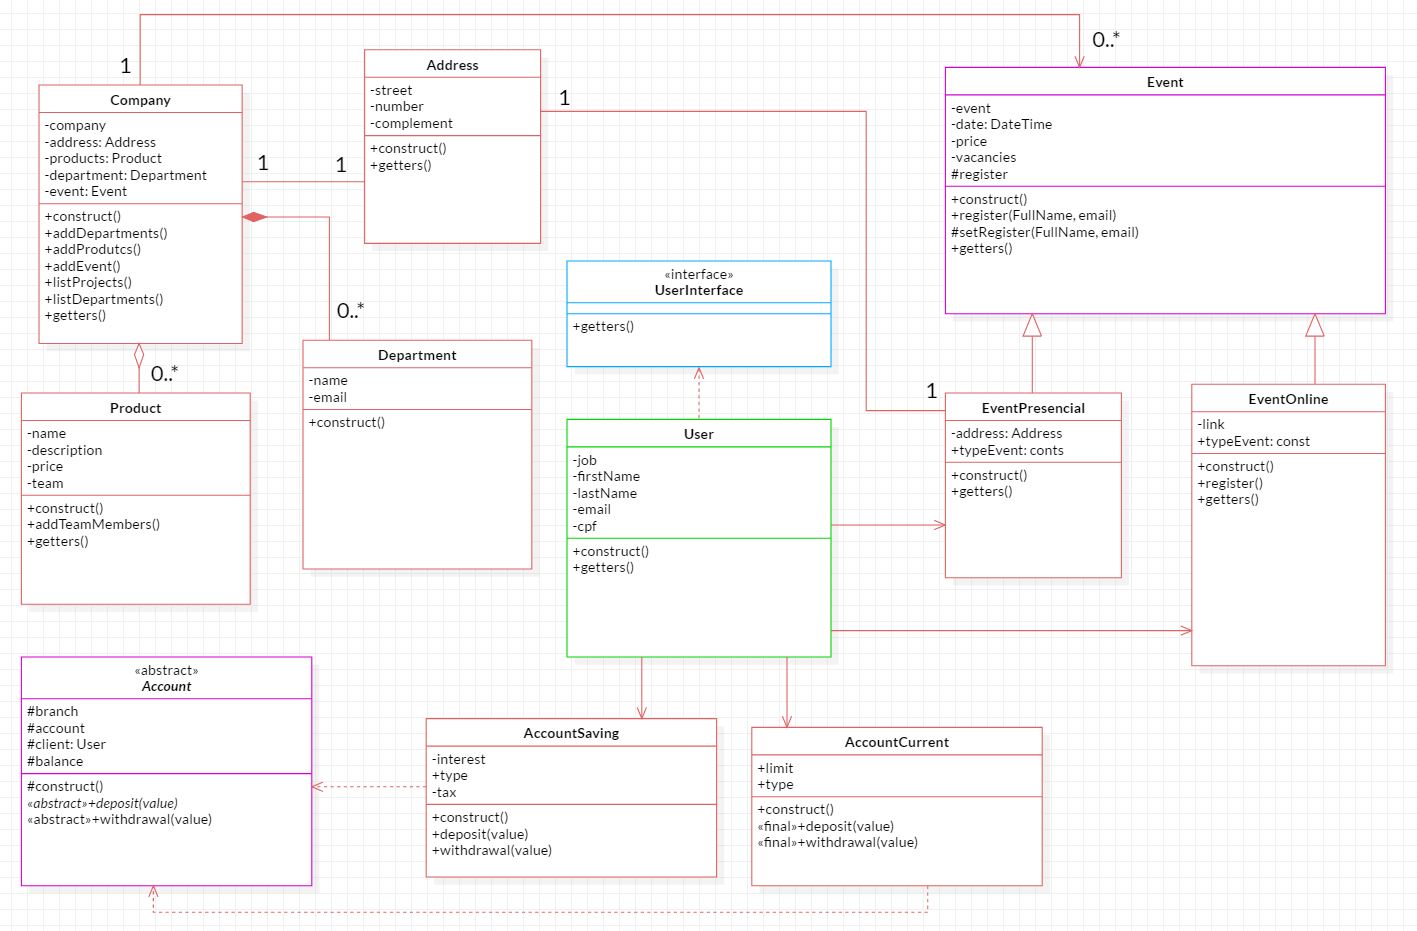 0..*
1
Company
-company
-address: Address
-products: Product
-department: Department
-event: Event
+construct()
+addDepartments()
+addProdutcs()
+addEvent()
+listProjects()
+listDepartments()
+getters()
1
1
Address
-street
-number
-complement
+construct()
+getters()
1
Event
-event
-date: DateTime
-price
-vacancies
#register
+construct()
+register(FullName, email)
#setRegister(FullName, email)
+getters()
«interface»
UserInterface
+getters()
0..*
0..*
Department
-name
-email
+construct()
Product
-name
-description
-price
-team
+construct()
+addTeamMembers()
+getters()
User
-job
-firstName
-lastName
-email
-cpf
+construct()
+getters()
1
EventPresencial
-address: Address
+typeEvent: conts
+construct()
+getters()
EventOnline
-link
+typeEvent: const
+construct()
+register()
+getters()
«abstract»
Account
#branch
#account
#client: User
#balance
#construct()
«abstract»+deposit(value)
«abstract»+withdrawal(value)
AccountSaving
-interest
+type
-tax
+construct()
+deposit(value)
+withdrawal(value)
AccountCurrent
+limit
+type
+construct()
«final»+deposit(value)
«final»+withdrawal(value)